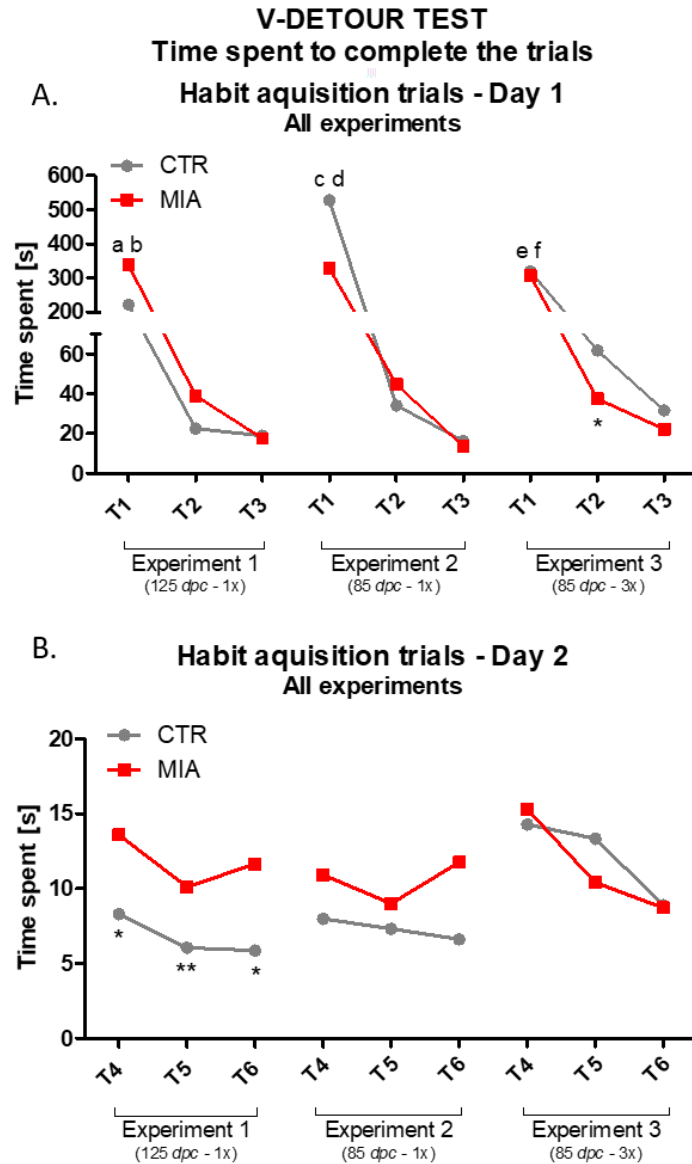 V-DETOUR TEST
Time spent to complete the trials
A.
Habit aquisition trials - Day 1
All experiments
CTR
MIA
Time spent [s]
600
500
400
300
200
60
40
20
0
a b
c d
e f
*
T1 T2 T3 T1 T2 T3 T1 T2 T3
Experiment 1 Experiment 2 Experiment 3
(125 dpc - 1x) (85 dpc - 1x) (85 dpc - 3x)
B.
Habit aquisition trials - Day 2
All experiments
CTR
MIA
Time spent [s]
20
15
10
5
0
* ** *
T4 T5 T6 T4 T5 T6 T4 T5 T6
Experiment 1 Experiment 2 Experiment 3
(125 dpc - 1x) (85 dpc - 1x) (85 dpc - 3x)